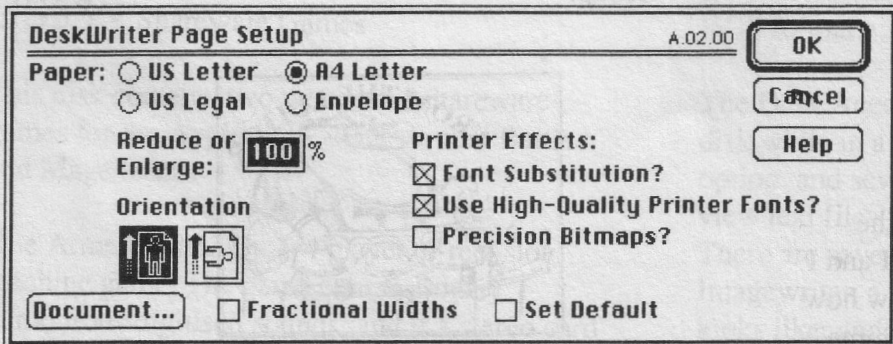 DeskWriter Page Setup A.02.00 OK
Paper: US Letter A4 Letter
US Legal Envelope Cancel
Reduce or Enlarge: 100 % Printer Effects: Help
Font Substitution?
Orientation Use High-Quality Printer Fonts?
Precision Bitmaps?
Document... Fractional Widths Set Default